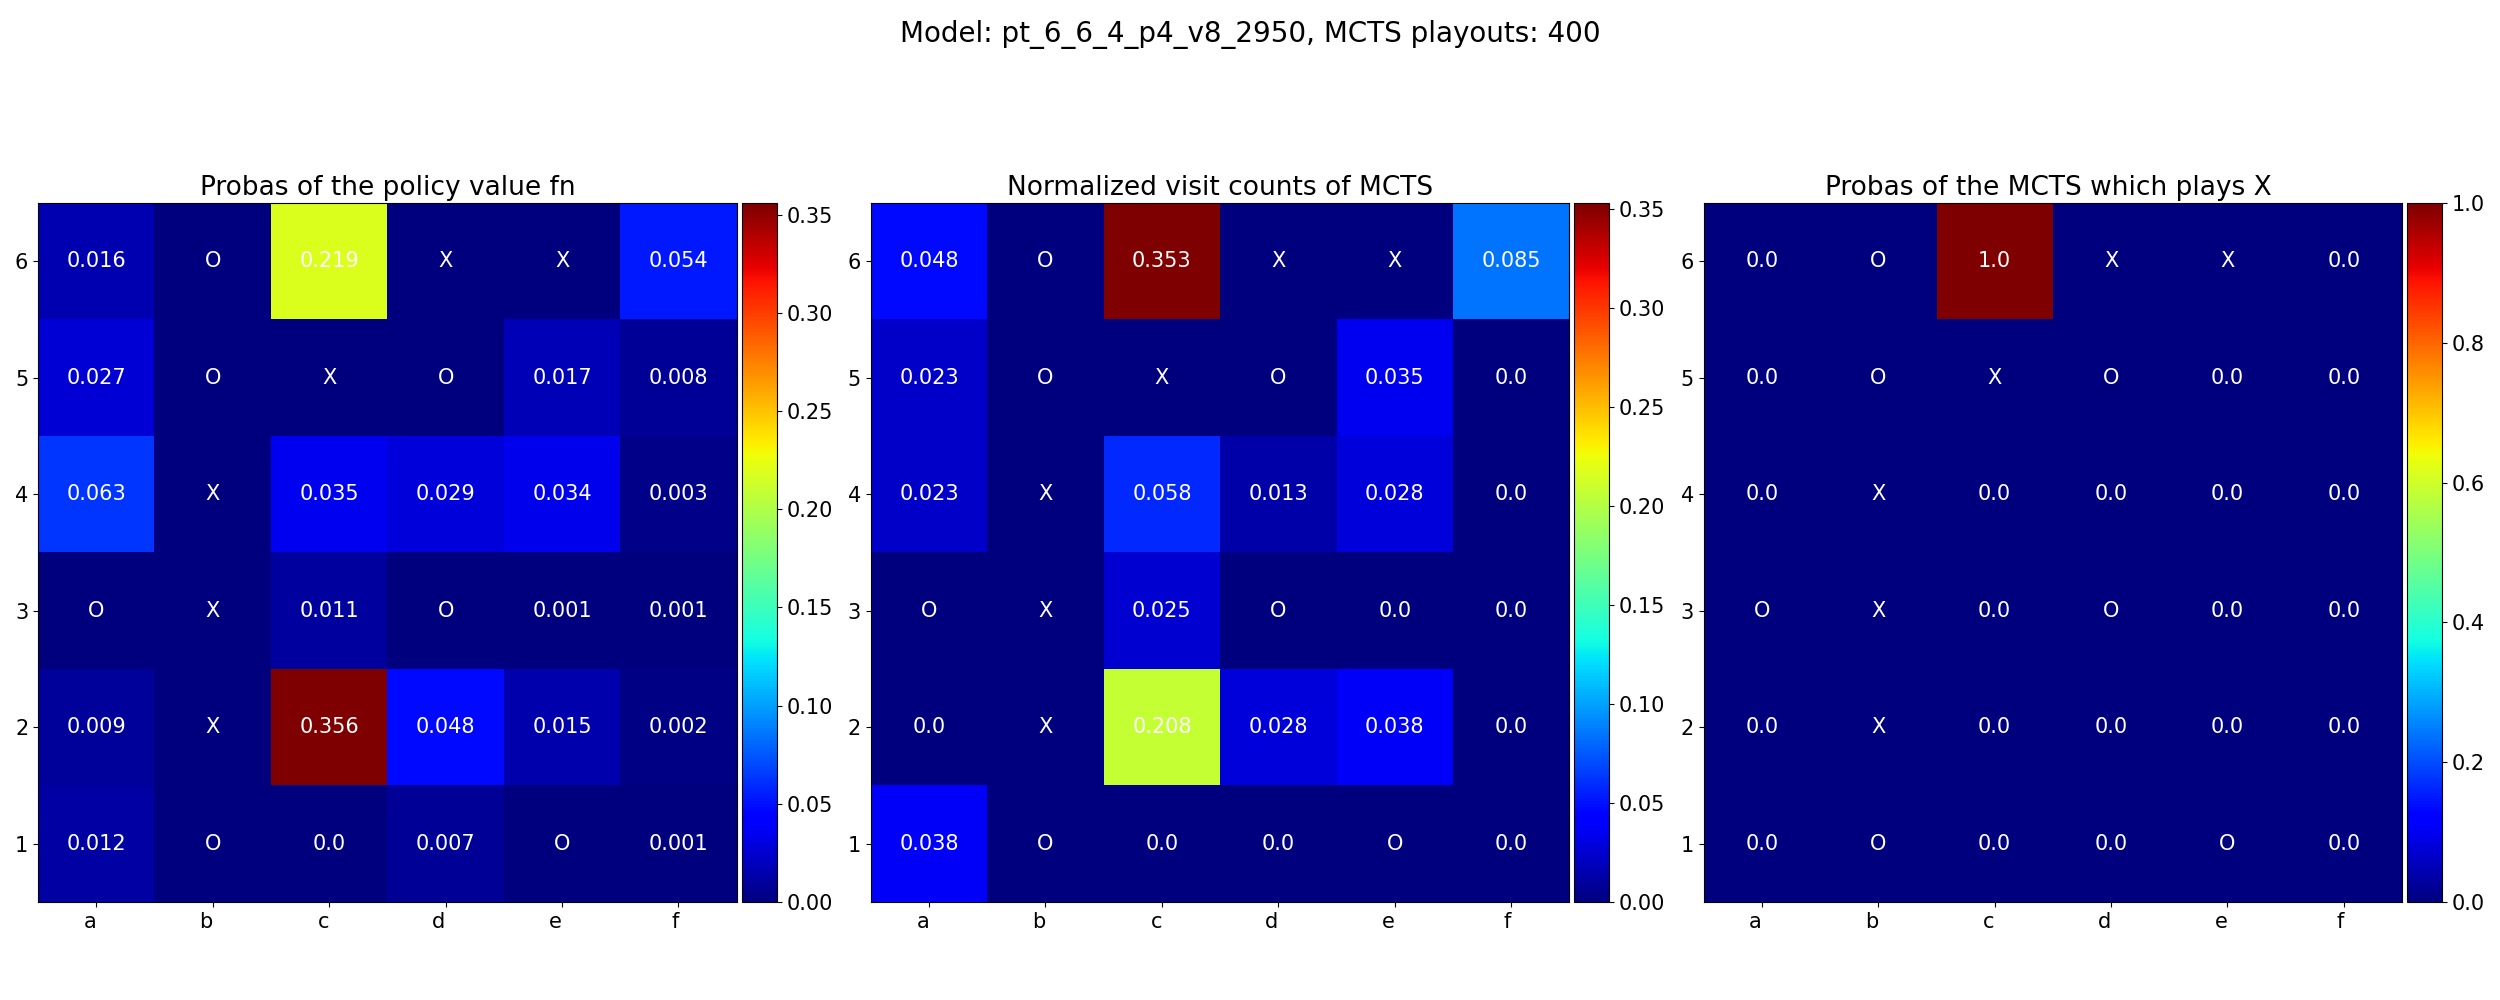 Model: pt_6_6_4_p4_v8_2950, MCTS playouts: 400
Probas of the policy value fn
6 0.016 O 0.219 X X 0.054
5 0.027 O X O 0.017 0.008
4 0.063 X 0.035 0.029 0.034 0.003
3 O X 0.011 O 0.001 0.001
2 0.009 X 0.356 0.048 0.015 0.002
1 0.012 O 0.0 0.007 O 0.001
a b c d e f
0.35
0.30
0.25
0.20
0.15
0.10
0.05
0.00
Normalized visit counts of MCTS
6 0.048 O 0.353 X X 0.085
5 0.023 O X O 0.035 0.0
4 0.023 X 0.058 0.013 0.028 0.0
3 O X 0.025 O 0.0 0.0
2 0.0 X 0.208 0.028 0.038 0.0
1 0.038 O 0.0 0.0 O 0.0
a b c d e f
0.35
0.30
0.25
0.20
0.15
0.10
0.05
0.00
Probas of the MCTS which plays X
6 0.0 O 1.0 X X 0.0
5 0.0 O X O 0.0 0.0
4 0.0 X 0.0 0.0 0.0 0.0
3 O X 0.0 O 0.0 0.0
2 0.0 X 0.0 0.0 0.0 0.0
1 0.0 O 0.0 0.0 O 0.0
a b c d e f
1.0
0.8
0.6
0.4
0.2
0.0